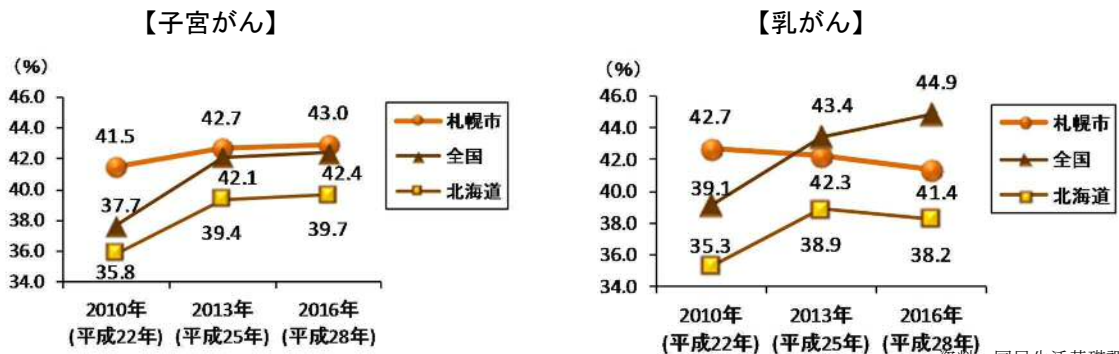 【子宮がん】
（%）
46.0
44.0
42.0
40.0
38.0
36.0
34.0
41.5
42.7
43.0
37.7
42.1
42.4
35.8
39.4
39.7
2010年
(平成22年)
2013年
(平成25年)
2016年
(平成28年)
札幌市
全国
北海道
【乳がん】
（%）
46.0
44.0
42.0
40.0
38.0
36.0
34.0
42.7
43.4
44.9
39.1
42.3
41.4
35.3
38.9
38.2
2010年
(平成22年)
2013年
(平成25年)
2016年
(平成28年)
札幌市
全国
北海道